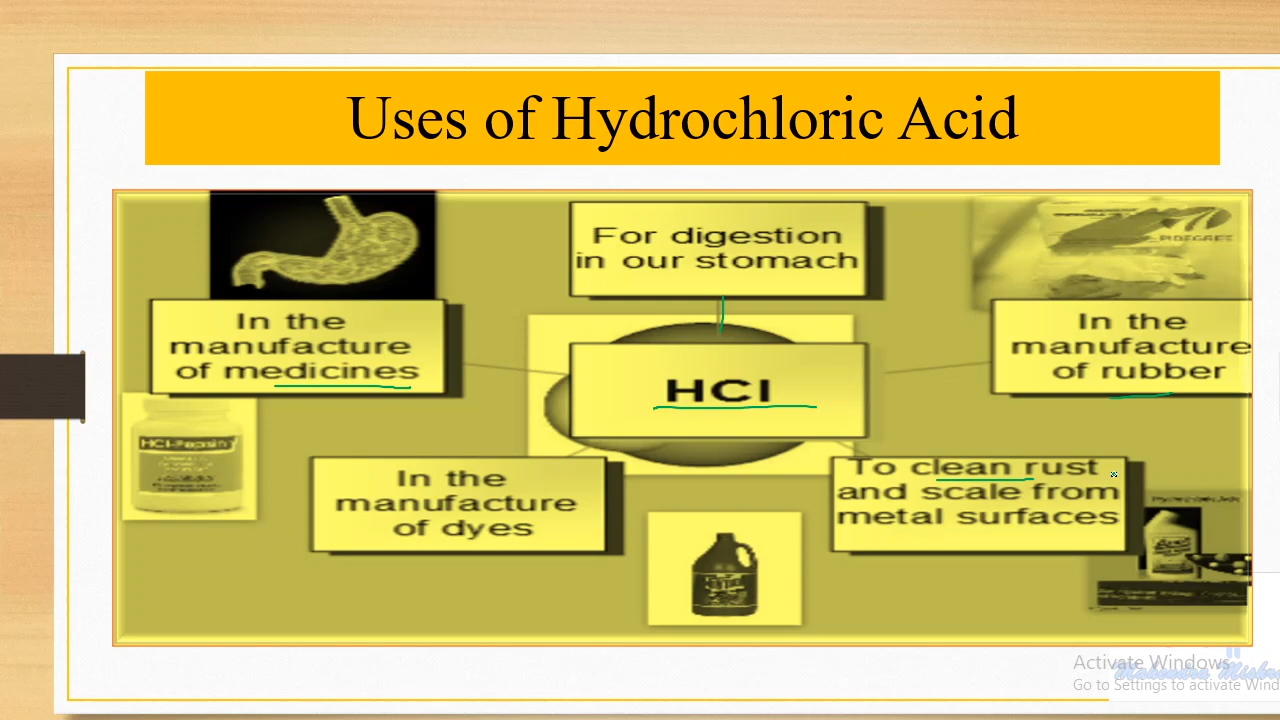 Uses of Hydrochloric Acid
For digestion
in our stomach
In the
manufacture
of medicines
HCl
In the
manufacture
of rubber
HCl-Pepsin
In the
manufacture
of dyes
To clean rust
and scale from
metal surfaces
Activate Windows
Go to Settings to activate Wind